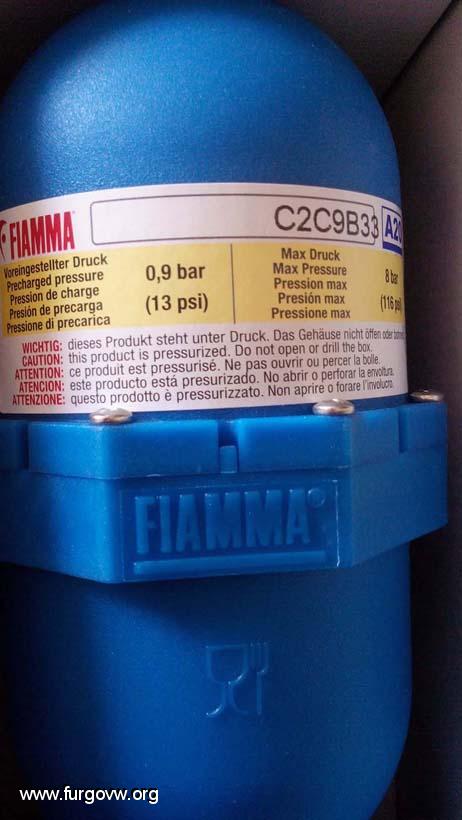 FIAMMA
C2C9B33
A20
Voreingestellter Druck
Precharged pressure
Pression de charge
Presión de precarga
Pressione di precarica
0,9 bar
(13 psi)
Max Druck
Max Pressure
Pression max
Presión max
Pressione max
8 bar
(116 psi)
WICHTIG: dieses Produkt steht unter Druck. Das Gehäuse nicht öffen oder
CAUTION: this product is pressurized. Do not open or drill the box.
ATTENTION: ce produit est pressurisé. Ne pas ouvrir ou percer la bolle.
ATENCION: este producto está presurizado. No abrir o perforar la envoltura.
ATTENZIONE: questo prodotto è pressurizzato. Non aprire o forare l'involucro.
FIAMMA®
www.furgovw.org